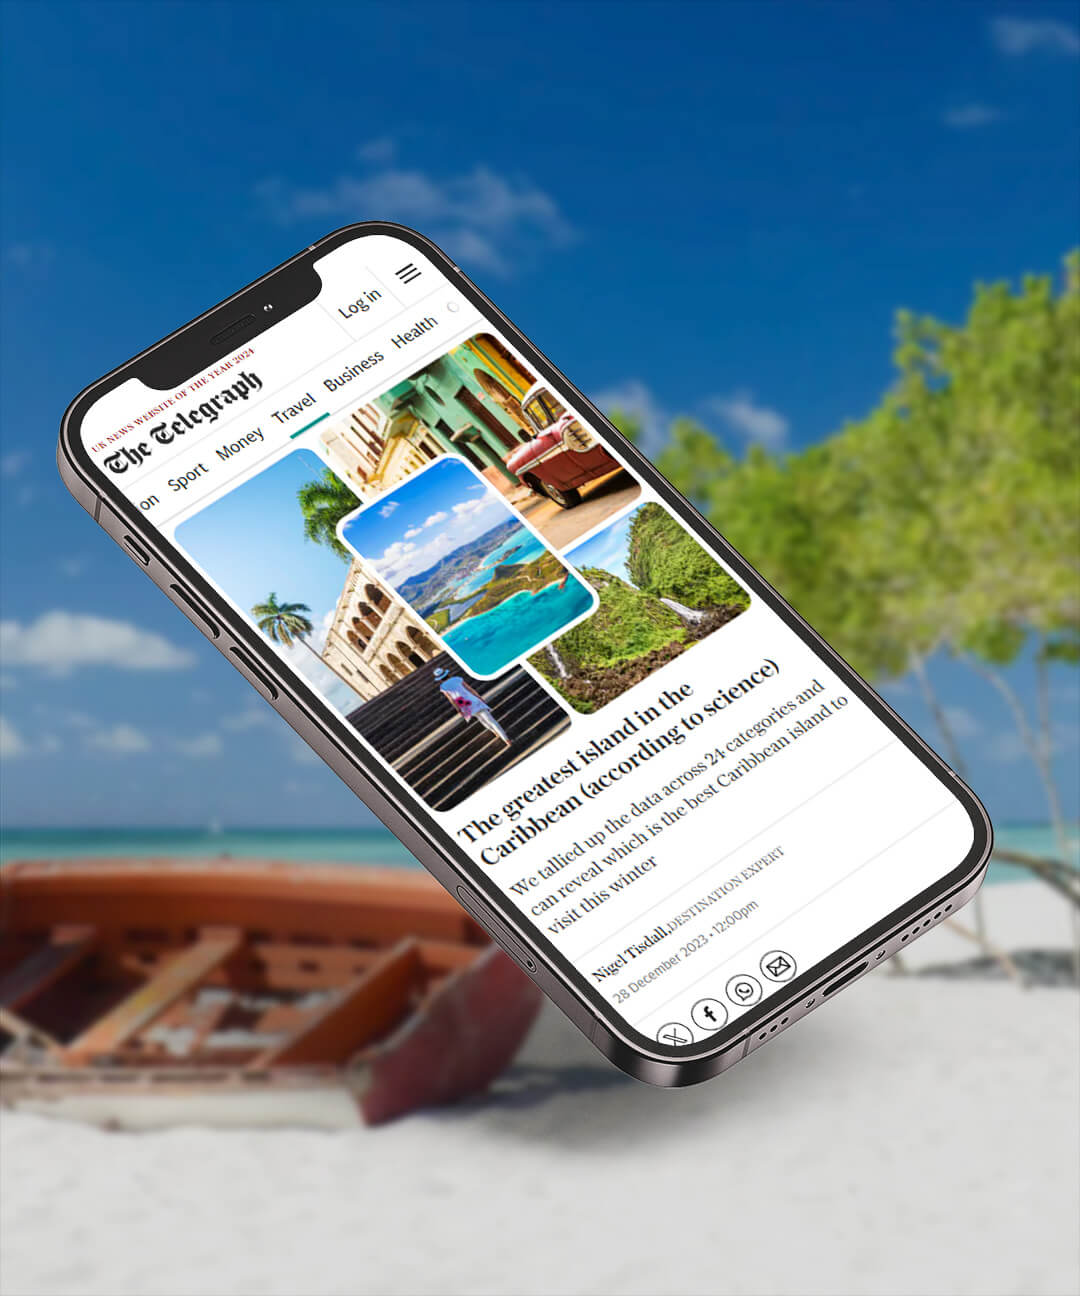 Log in
UK NEWS WEBSITE OF THE YEAR 2024
The Telegraph
on Sport Money Travel Business Health
The greatest island in the
Caribbean (according to science)
We tallied up the data across 24 categories and
can reveal which is the best Caribbean island to
visit this winter
Nigel Tisdall, DESTINATION EXPERT
28 December 2023 • 12:00pm